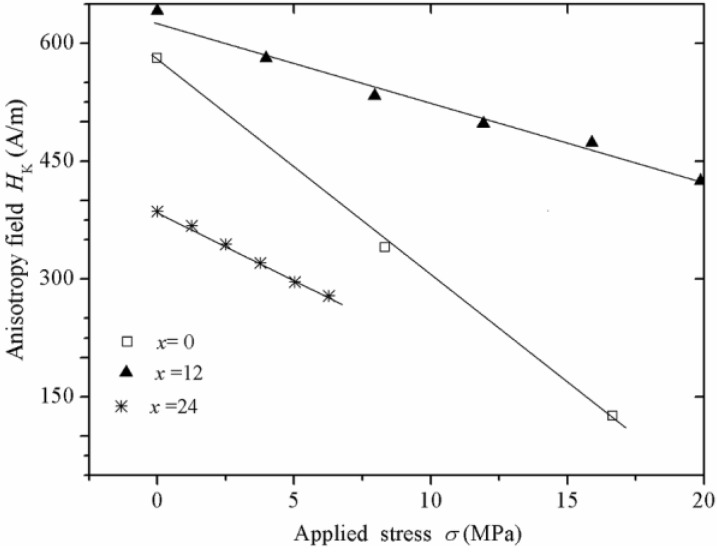 600
450
300
150
Anisotropy field H_K (A/m)
x= 0
x =12
x =24
0 5 10 15 20
Applied stress σ (MPa)